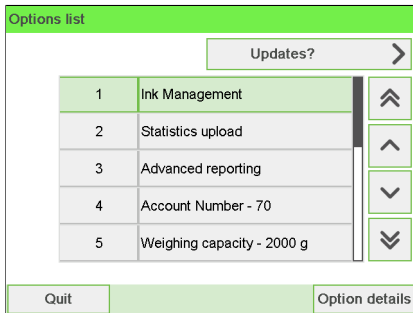 Options list
Updates?
1 Ink Management
2 Statistics upload
3 Advanced reporting
4 Account Number - 70
5 Weighing capacity - 2000 g
Quit
Option details